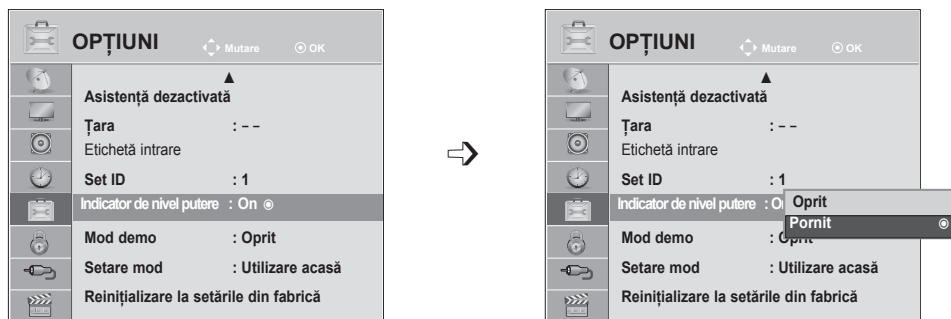 OPȚIUNI
Mutare
OK
Asistență dezactivată
Țara : – –
Etichetă intrare
Set ID : 1
Indicator de nivel putere : On
Mod demo : Oprit
Setare mod : Utilizare acasă
Reinițializare la setările din fabrică
OPȚIUNI
Mutare
OK
Asistență dezactivată
Țara : – –
Etichetă intrare
Set ID : 1
Indicator de nivel putere : On
Oprit
Pornit
Mod demo : Oprit
Setare mod : Utilizare acasă
Reinițializare la setările din fabrică